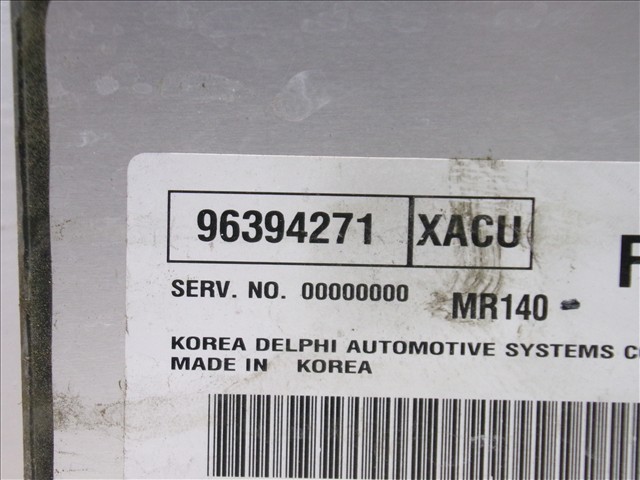 96394271 XACU
SERV. NO. 00000000 MR140-
KOREA DELPHI AUTOMOTIVE SYSTEMS
MADE IN KOREA